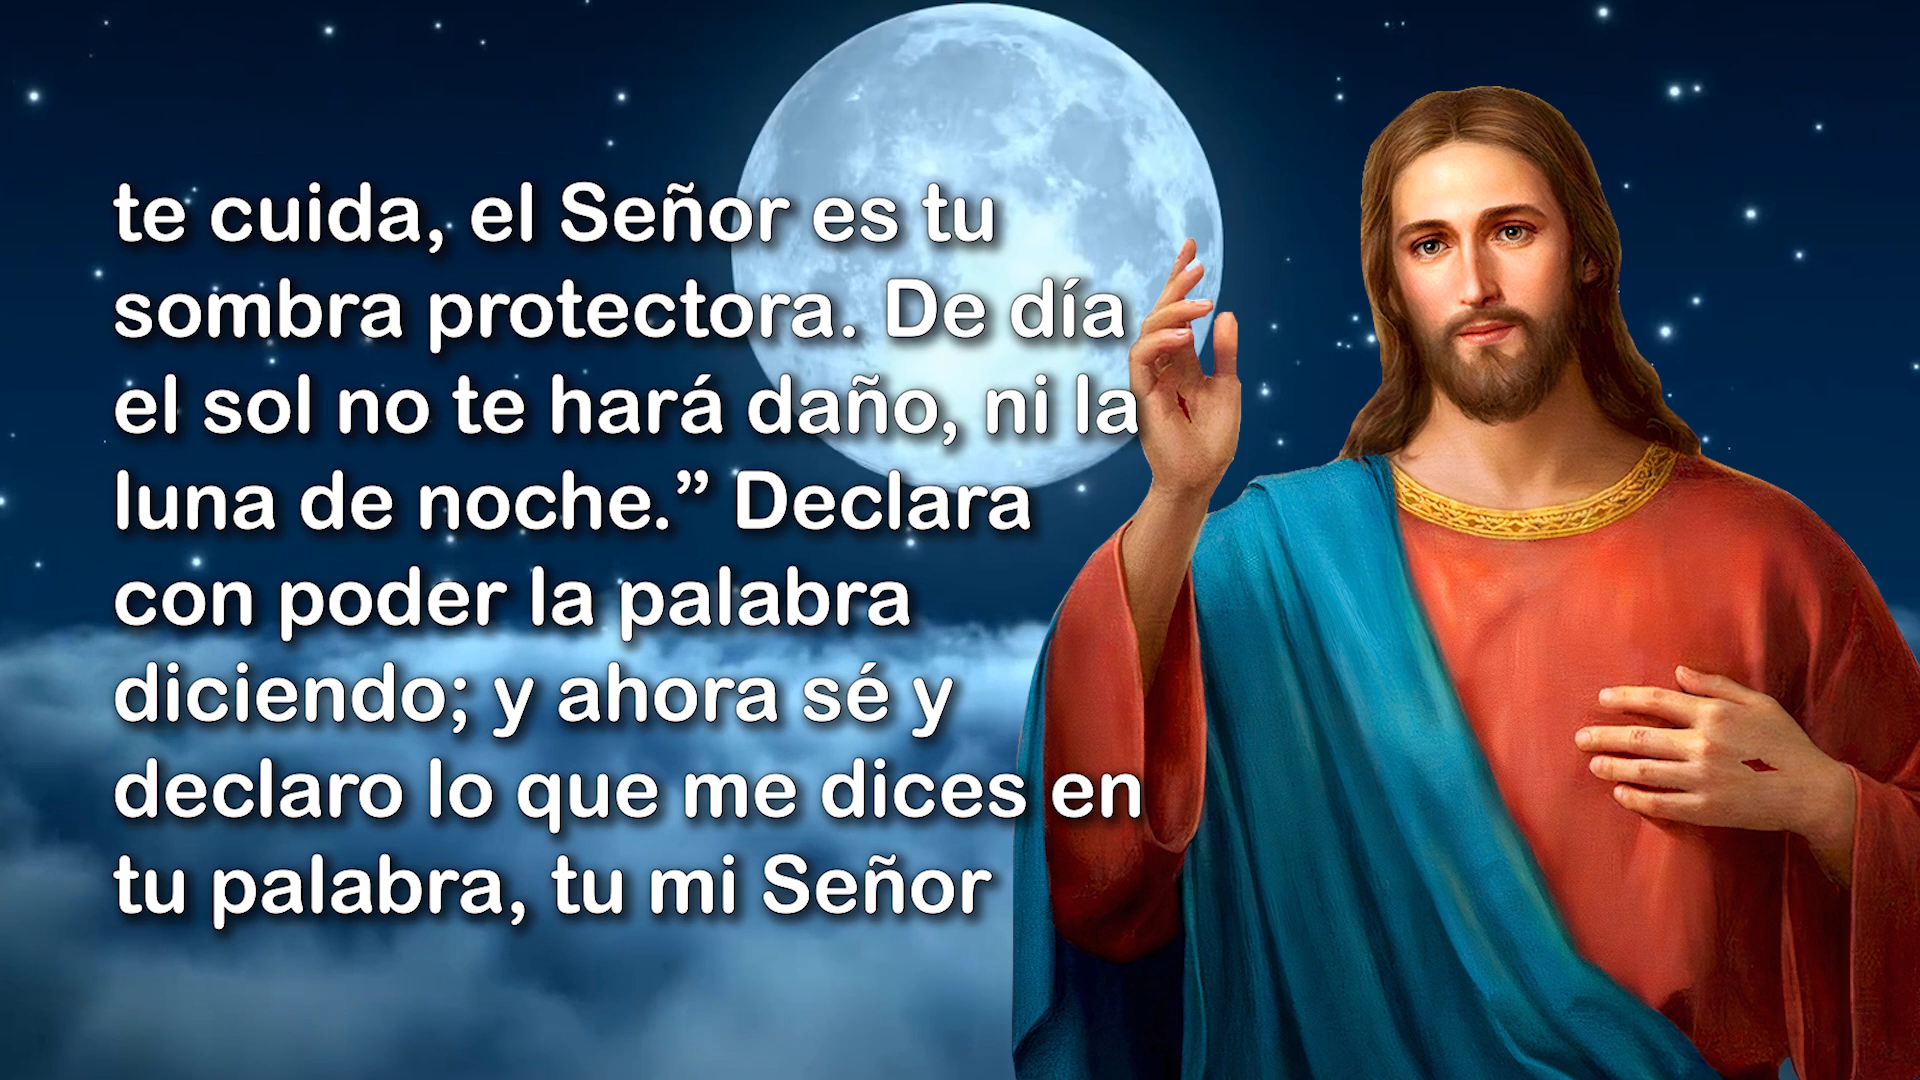 te cuida, el Señor es tu
sombra protectora. De día
el sol no te hará daño, ni la
luna de noche.” Declara
con poder la palabra
diciendo; y ahora sé y
declaro lo que me dices en
tu palabra, tu mi Señor